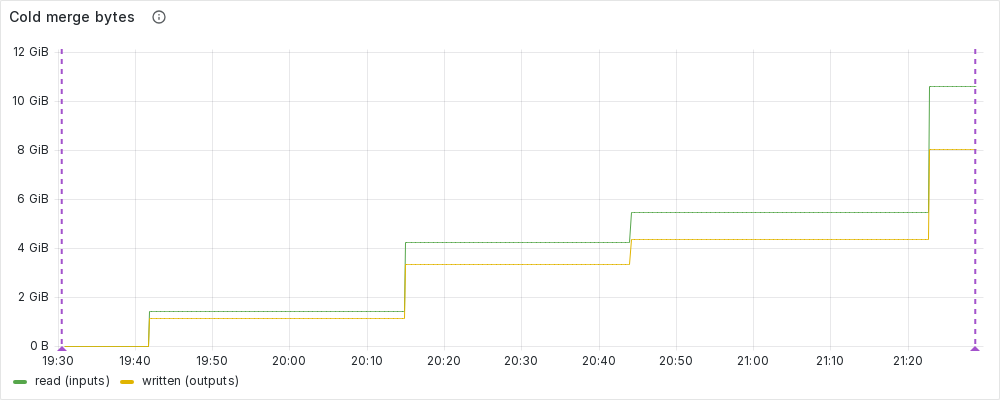 Cold merge bytes
12 GiB
10 GiB
8 GiB
6 GiB
4 GiB
2 GiB
0 B
19:30 19:40 19:50 20:00 20:10 20:20 20:30 20:40 20:50 21:00 21:10 21:20
read (inputs) written (outputs)